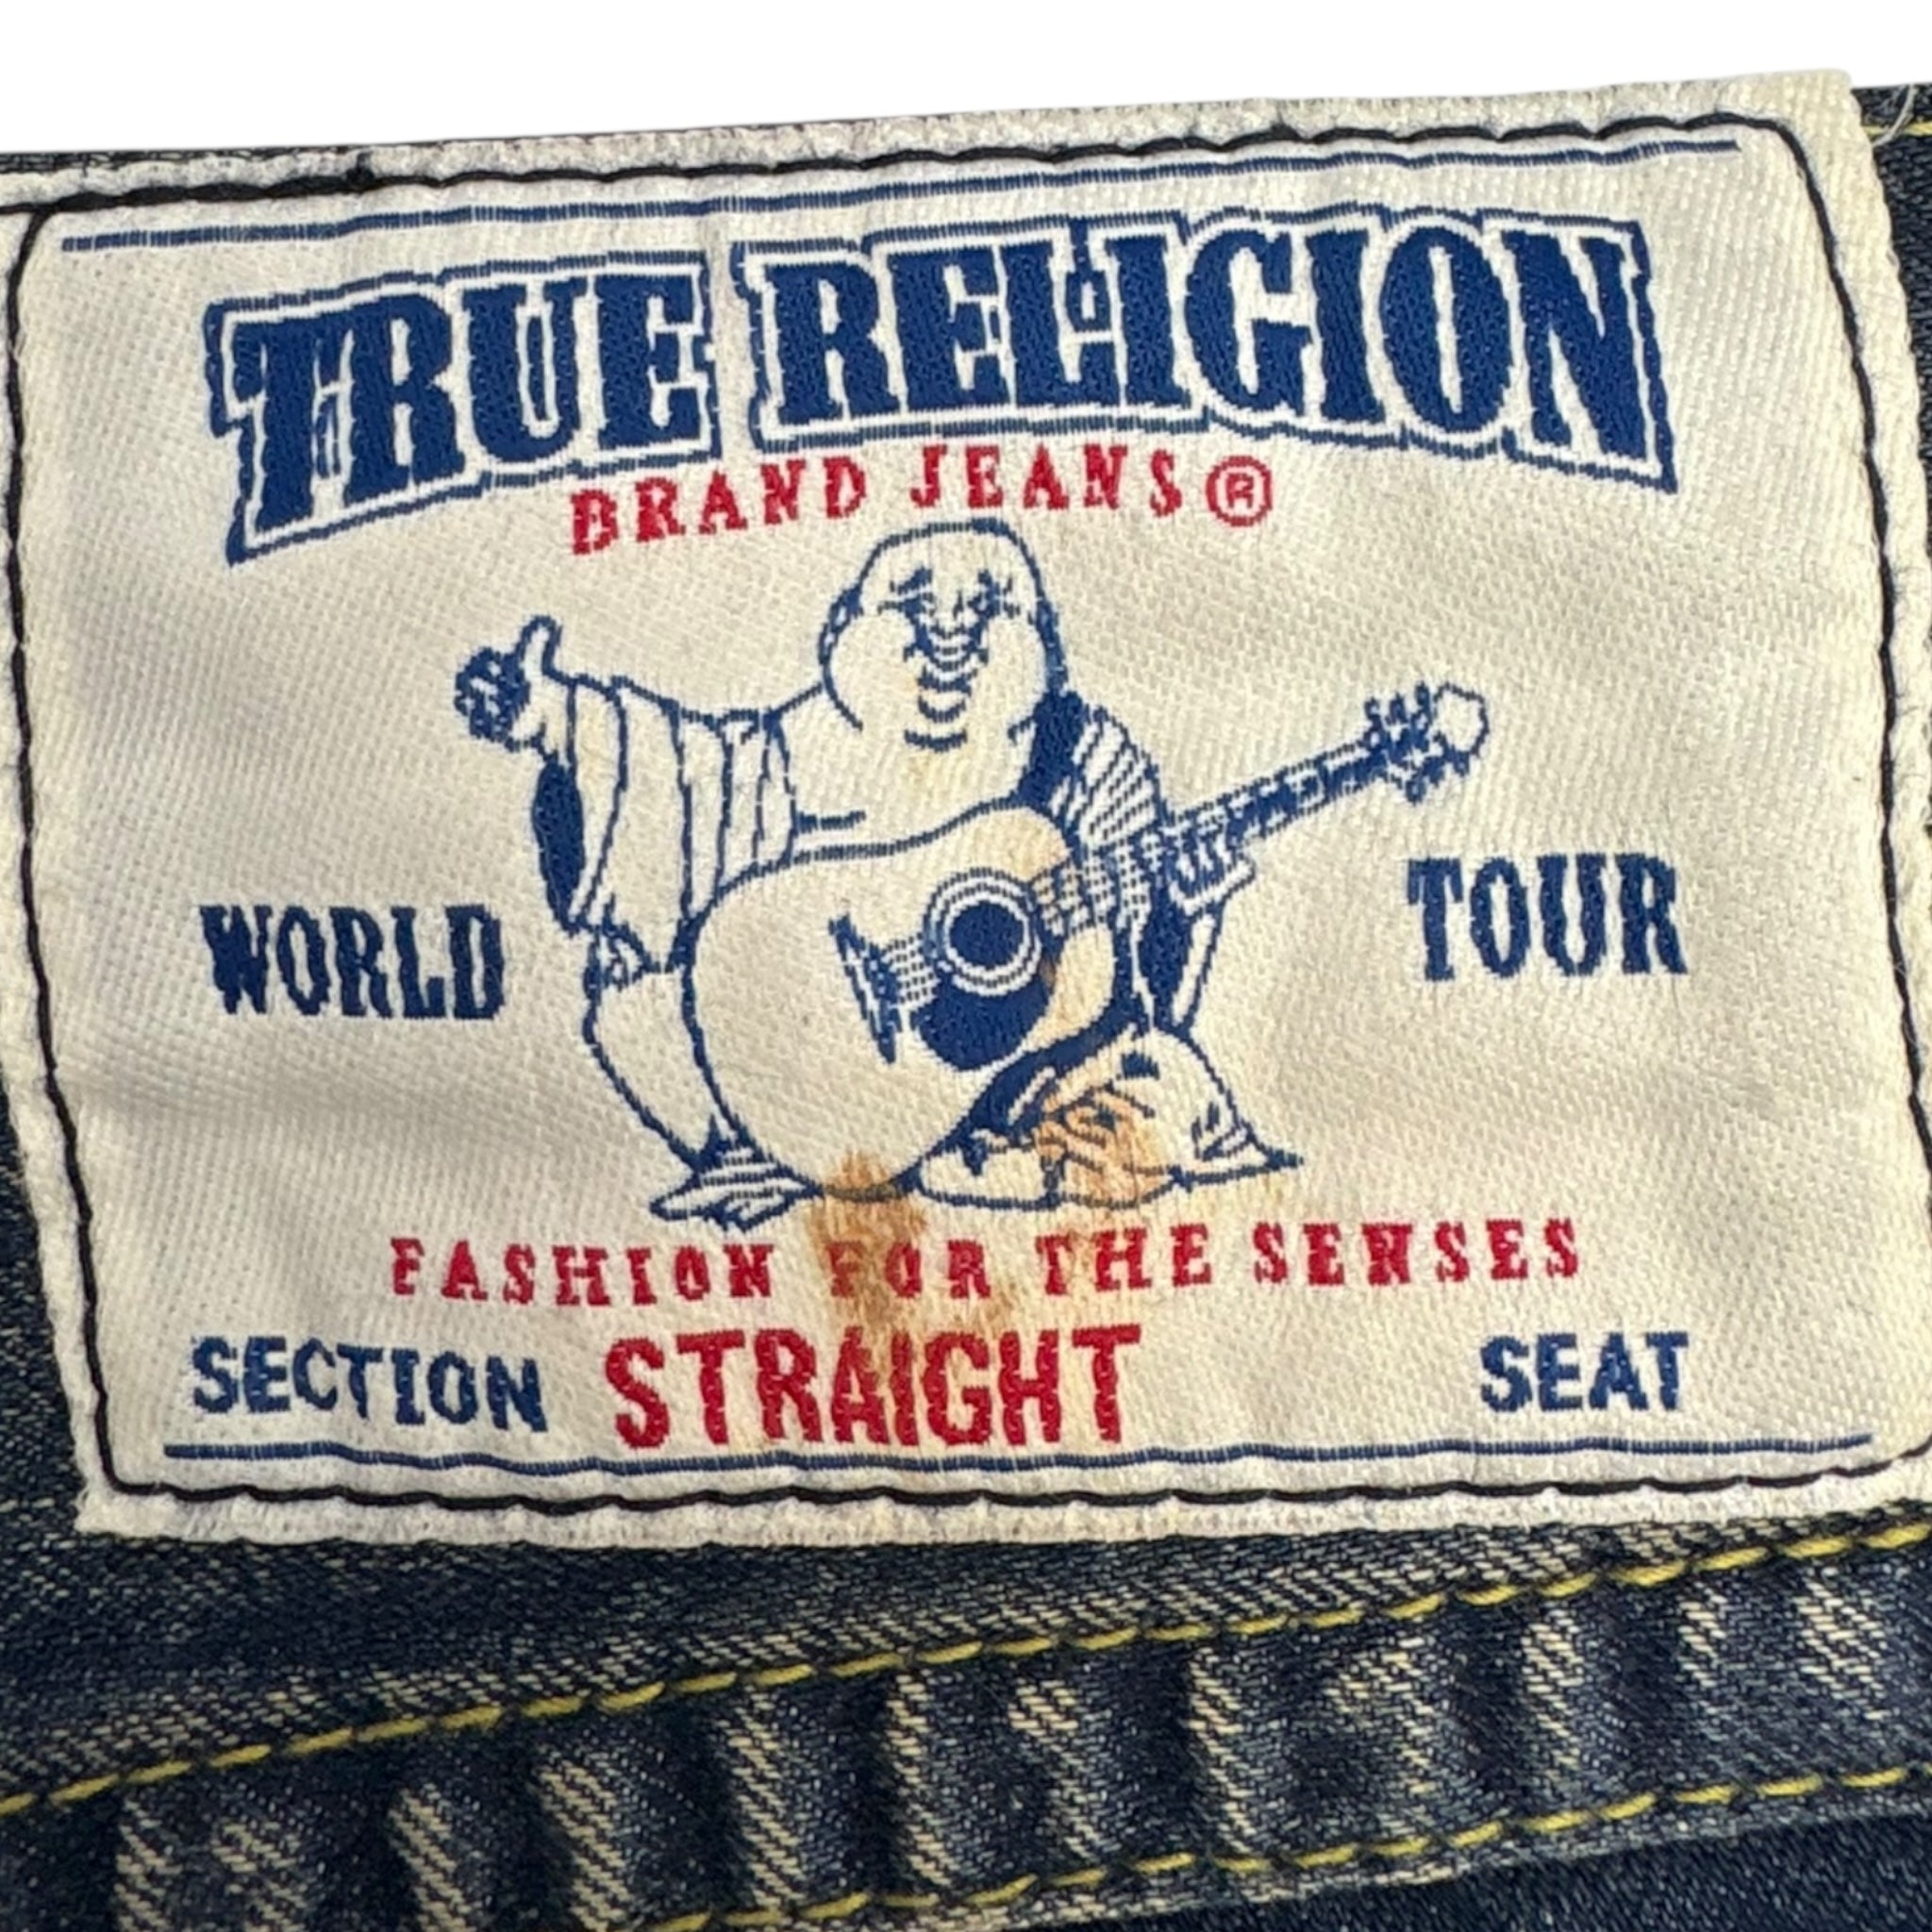 TRUE RELIGION
BRAND JEANS®
WORLD TOUR
FASHION FOR THE SENSES
SECTION STRAIGHT SEAT